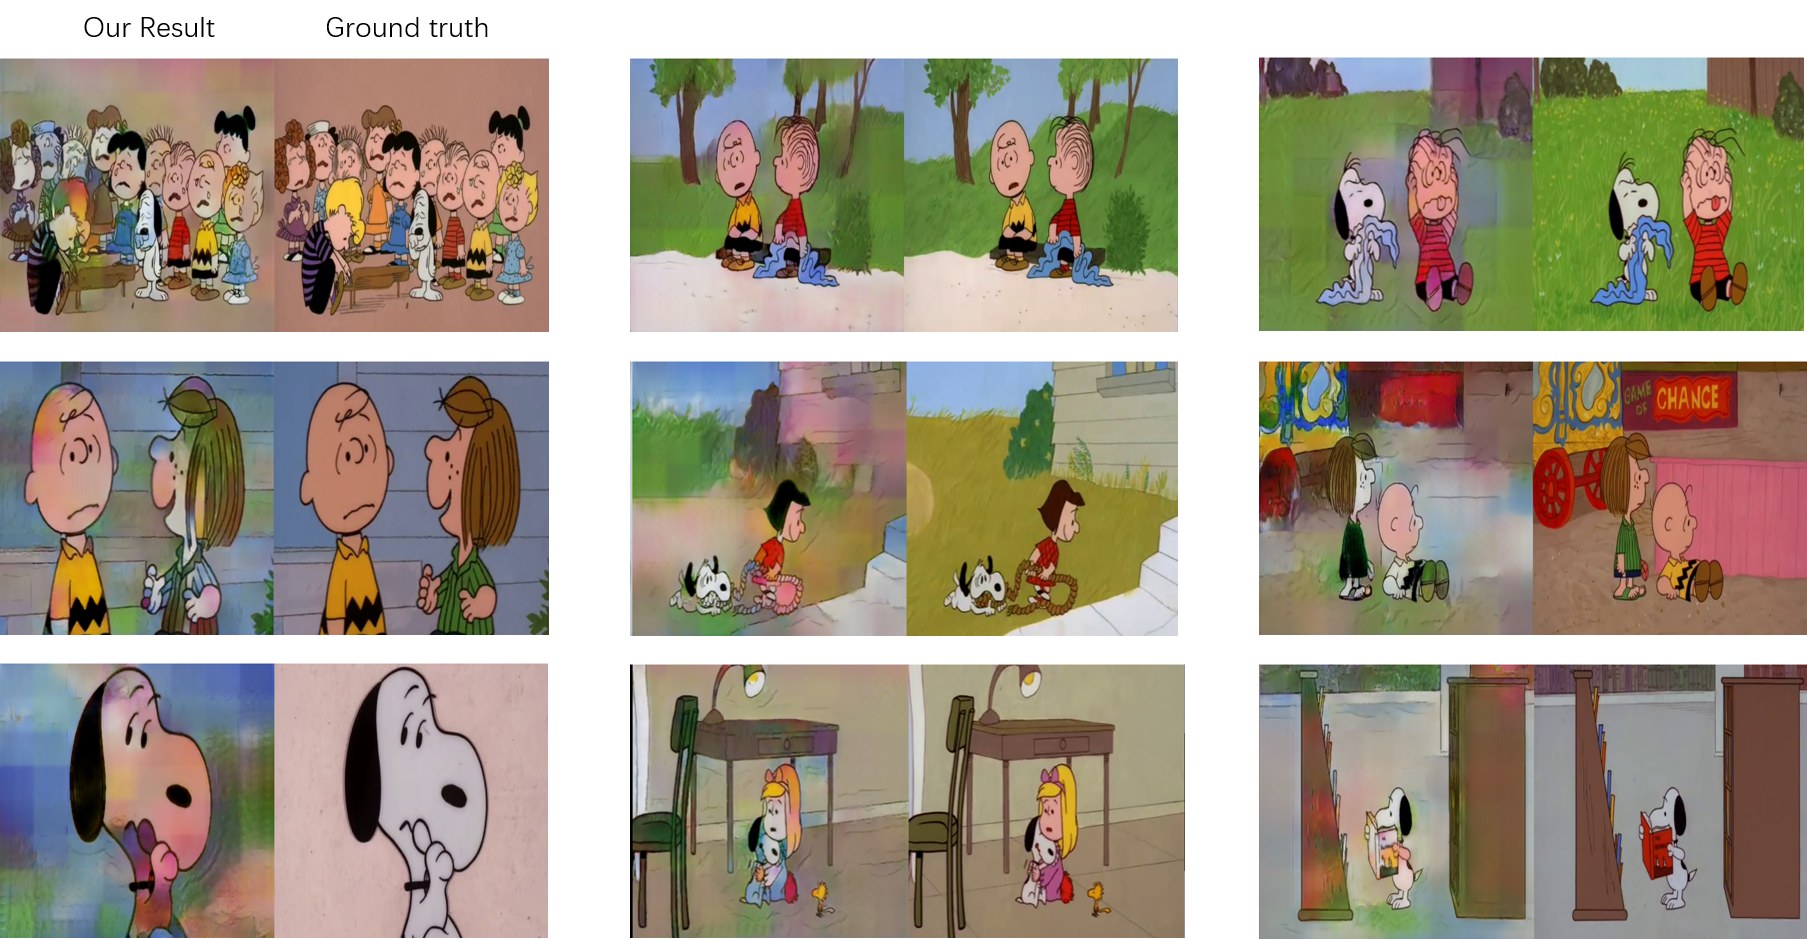 Our Result
Ground truth
GAME
OF
CHANCE